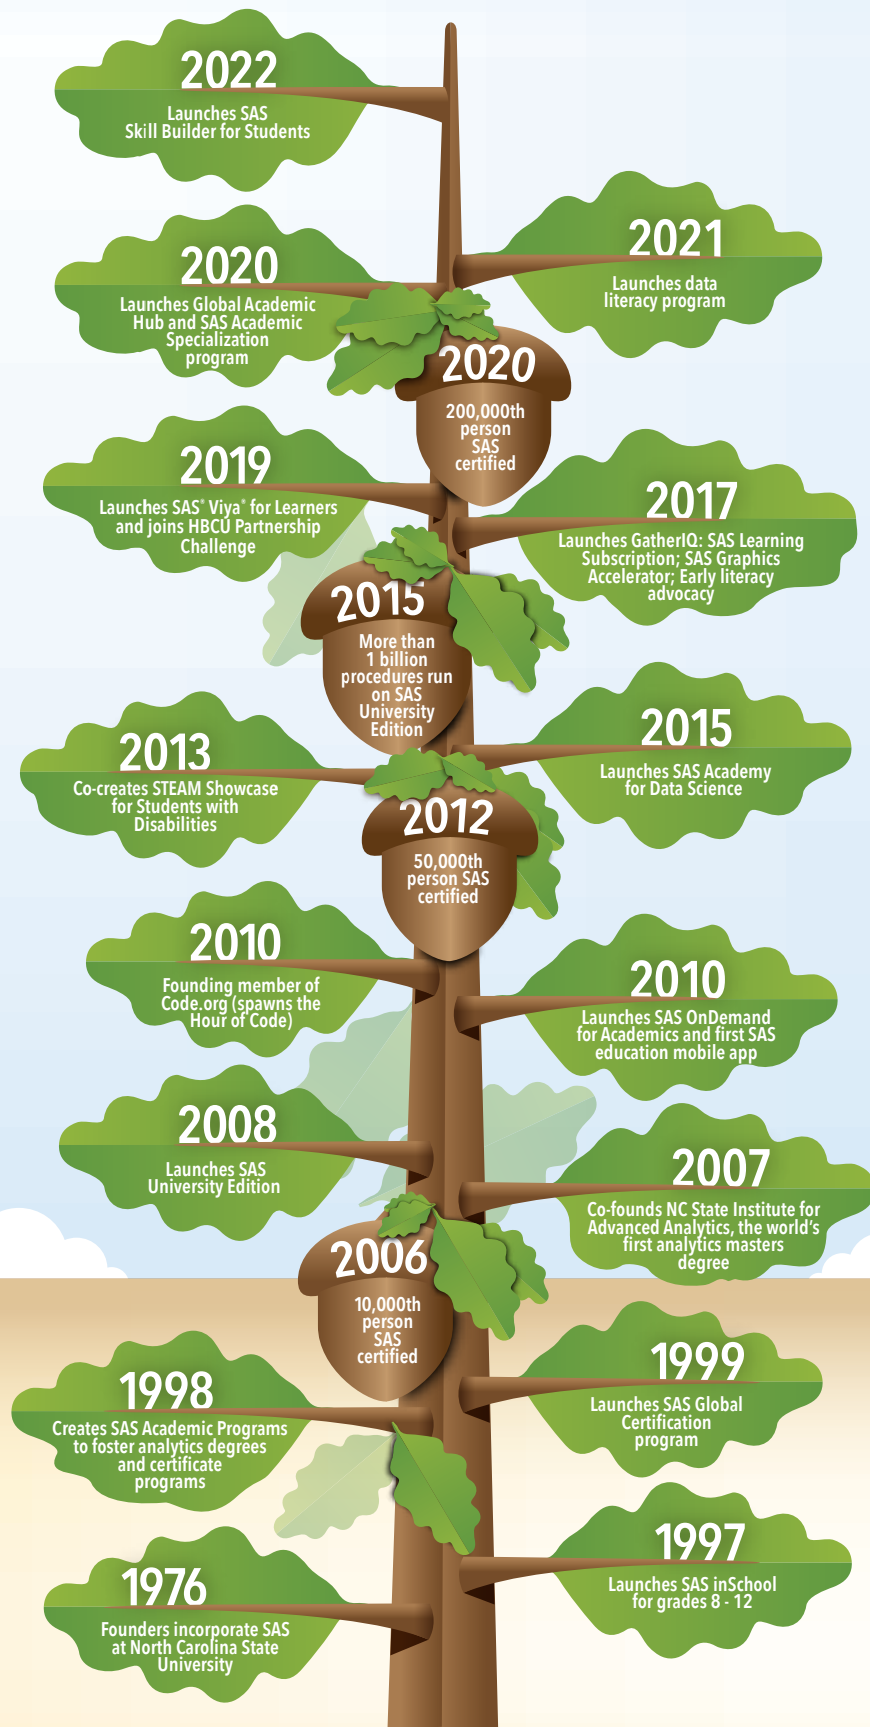 2022
Launches SAS
Skill Builder for Students
2021
Launches data
literacy program
2020
Launches Global Academic
Hub and SAS Academic
Specialization
program
2020
200,000th
person
SAS
certified
2019
Launches SAS® Viya® for Learners
and joins HBCU Partnership
Challenge
2017
Launches GatherIQ: SAS Learning
Subscription; SAS Graphics
Accelerator; Early literacy
advocacy
2015
More than
1 billion
procedures run
on SAS
University
Edition
2015
Launches SAS Academy
for Data Science
2013
Co-creates STEAM Showcase
for Students with
Disabilities
2012
50,000th
person SAS
certified
2010
Founding member of
Code.org (spawns the
Hour of Code)
2010
Launches SAS OnDemand
for Academics and first SAS
education mobile app
2008
Launches SAS
University Edition
2007
Co-founds NC State Institute for
Advanced Analytics, the world’s
first analytics masters
degree
2006
10,000th
person
SAS
certified
1999
Launches SAS Global
Certification
program
1998
Creates SAS Academic Programs
to foster analytics degrees
and certificate
programs
1997
Launches SAS inSchool
for grades 8 - 12
1976
Founders incorporate SAS
at North Carolina State
University